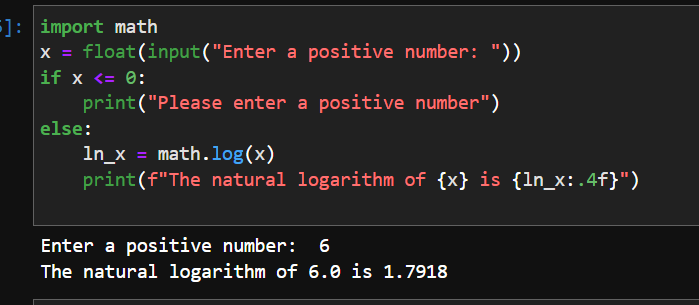 ]:
import math
x = float(input("Enter a positive number: "))
if x <= 0:
    print("Please enter a positive number")
else:
    ln_x = math.log(x)
    print(f"The natural logarithm of {x} is {ln_x:.4f}")
Enter a positive number:  6
The natural logarithm of 6.0 is 1.7918